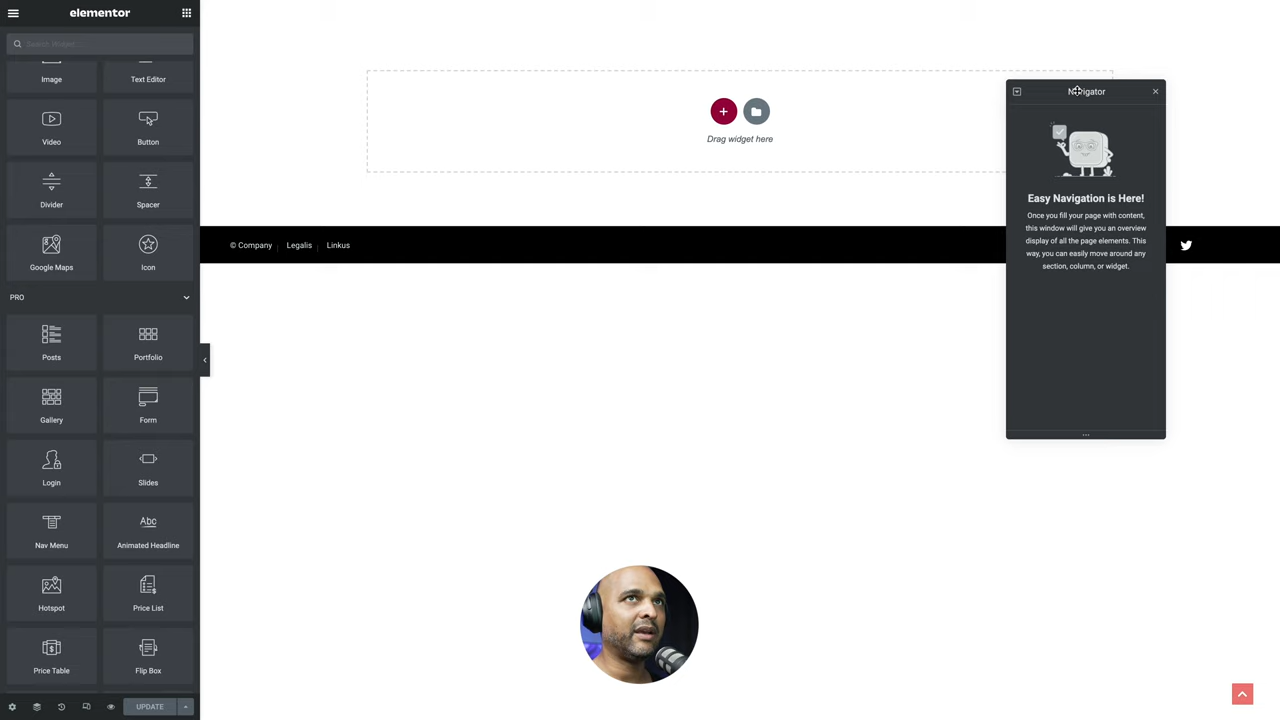 elementor
Search Widget...
Image
Text Editor
Video
Button
Divider
Spacer
Google Maps
Icon
PRO
Posts
Portfolio
Gallery
Form
Login
Slides
Nav Menu
Abc
Animated Headline
Hotspot
Price List
Price Table
Flip Box
UPDATE
Drag widget here
© Company
Legalis
Linkus
Navigator
Easy Navigation is Here!
Once you fill your page with content,
this window will give you an overview
display of all the page elements. This
way, you can easily move around any
section, column, or widget.